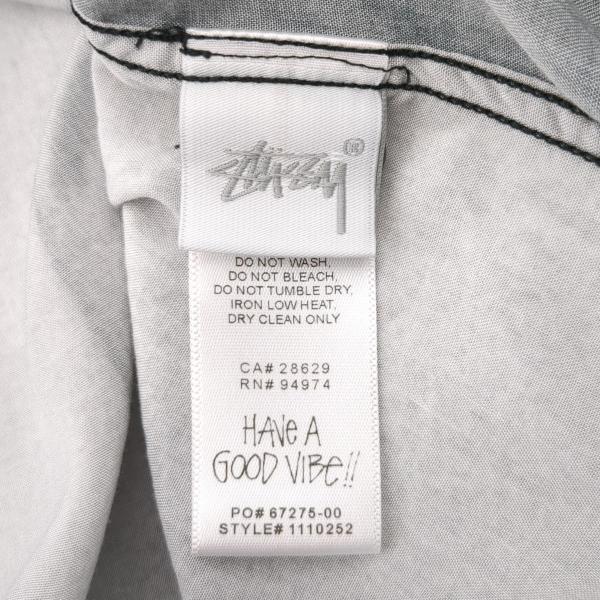 STÜSSY ®
DO NOT WASH,
DO NOT BLEACH,
DO NOT TUMBLE DRY,
IRON LOW HEAT,
DRY CLEAN ONLY
CA# 28629
RN# 94974
HAVE A
GOOD VIBE!!
PO# 67275-00
STYLE# 1110252